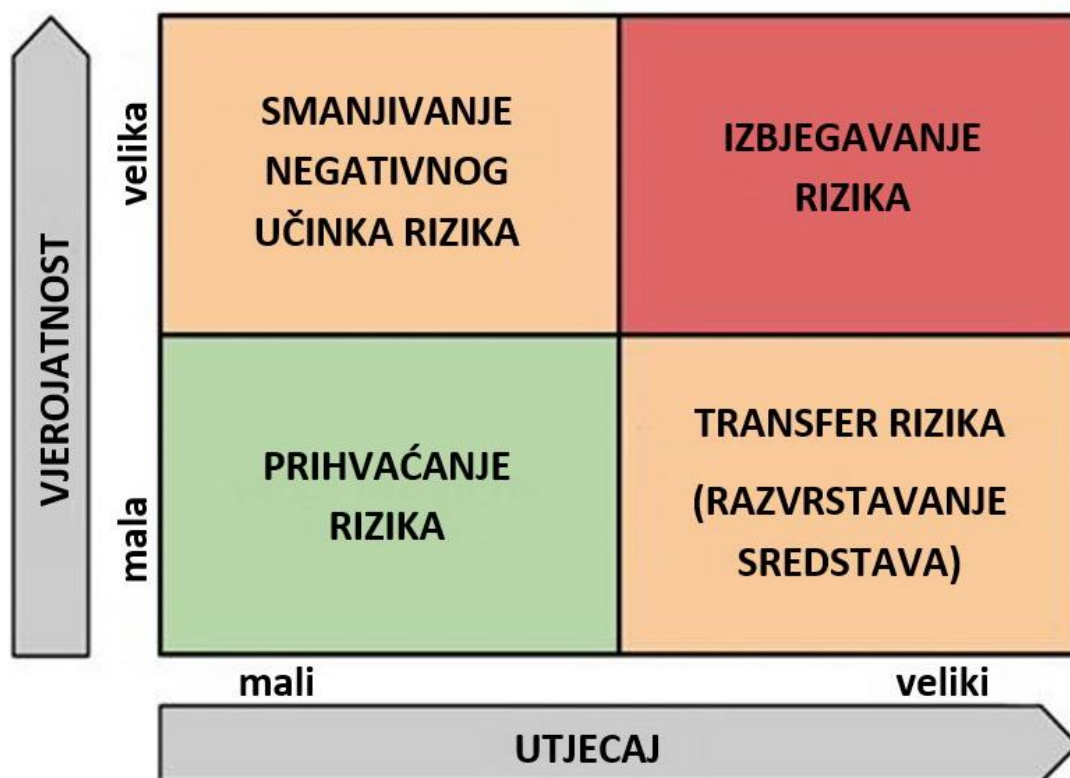 VJEROJATNOST
velika
mala
SMANJIVANJE
NEGATIVNOG
UČINKA RIZIKA
IZBJEGAVANJE
RIZIKA
PRIHVAĆANJE
RIZIKA
TRANSFER RIZIKA
(RAZVRSTAVANJE
SREDSTAVA)
mali
veliki
UTJECAJ